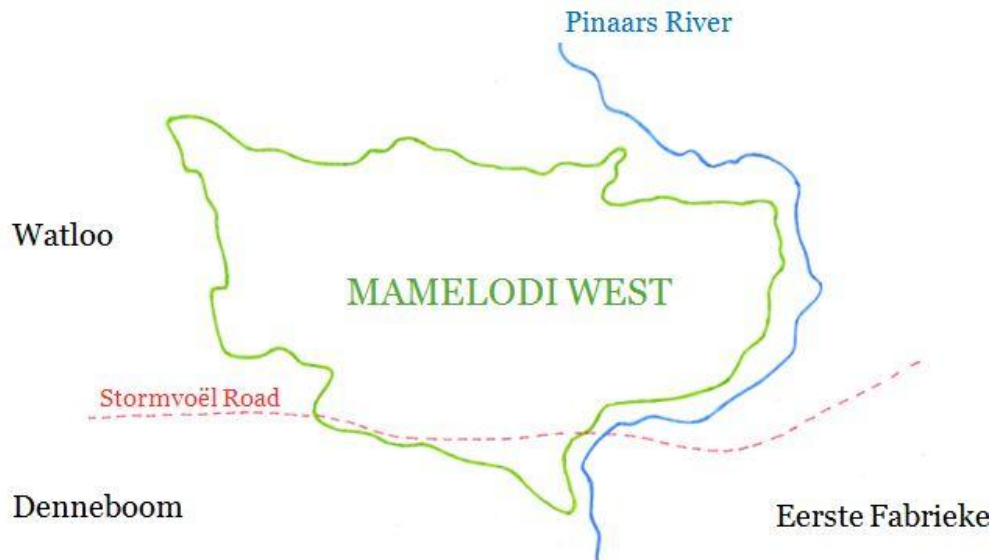 Pinaars River
Watloo
MAMELODI WEST
Stormvoël Road
Denneboom
Eerste Fabrieke